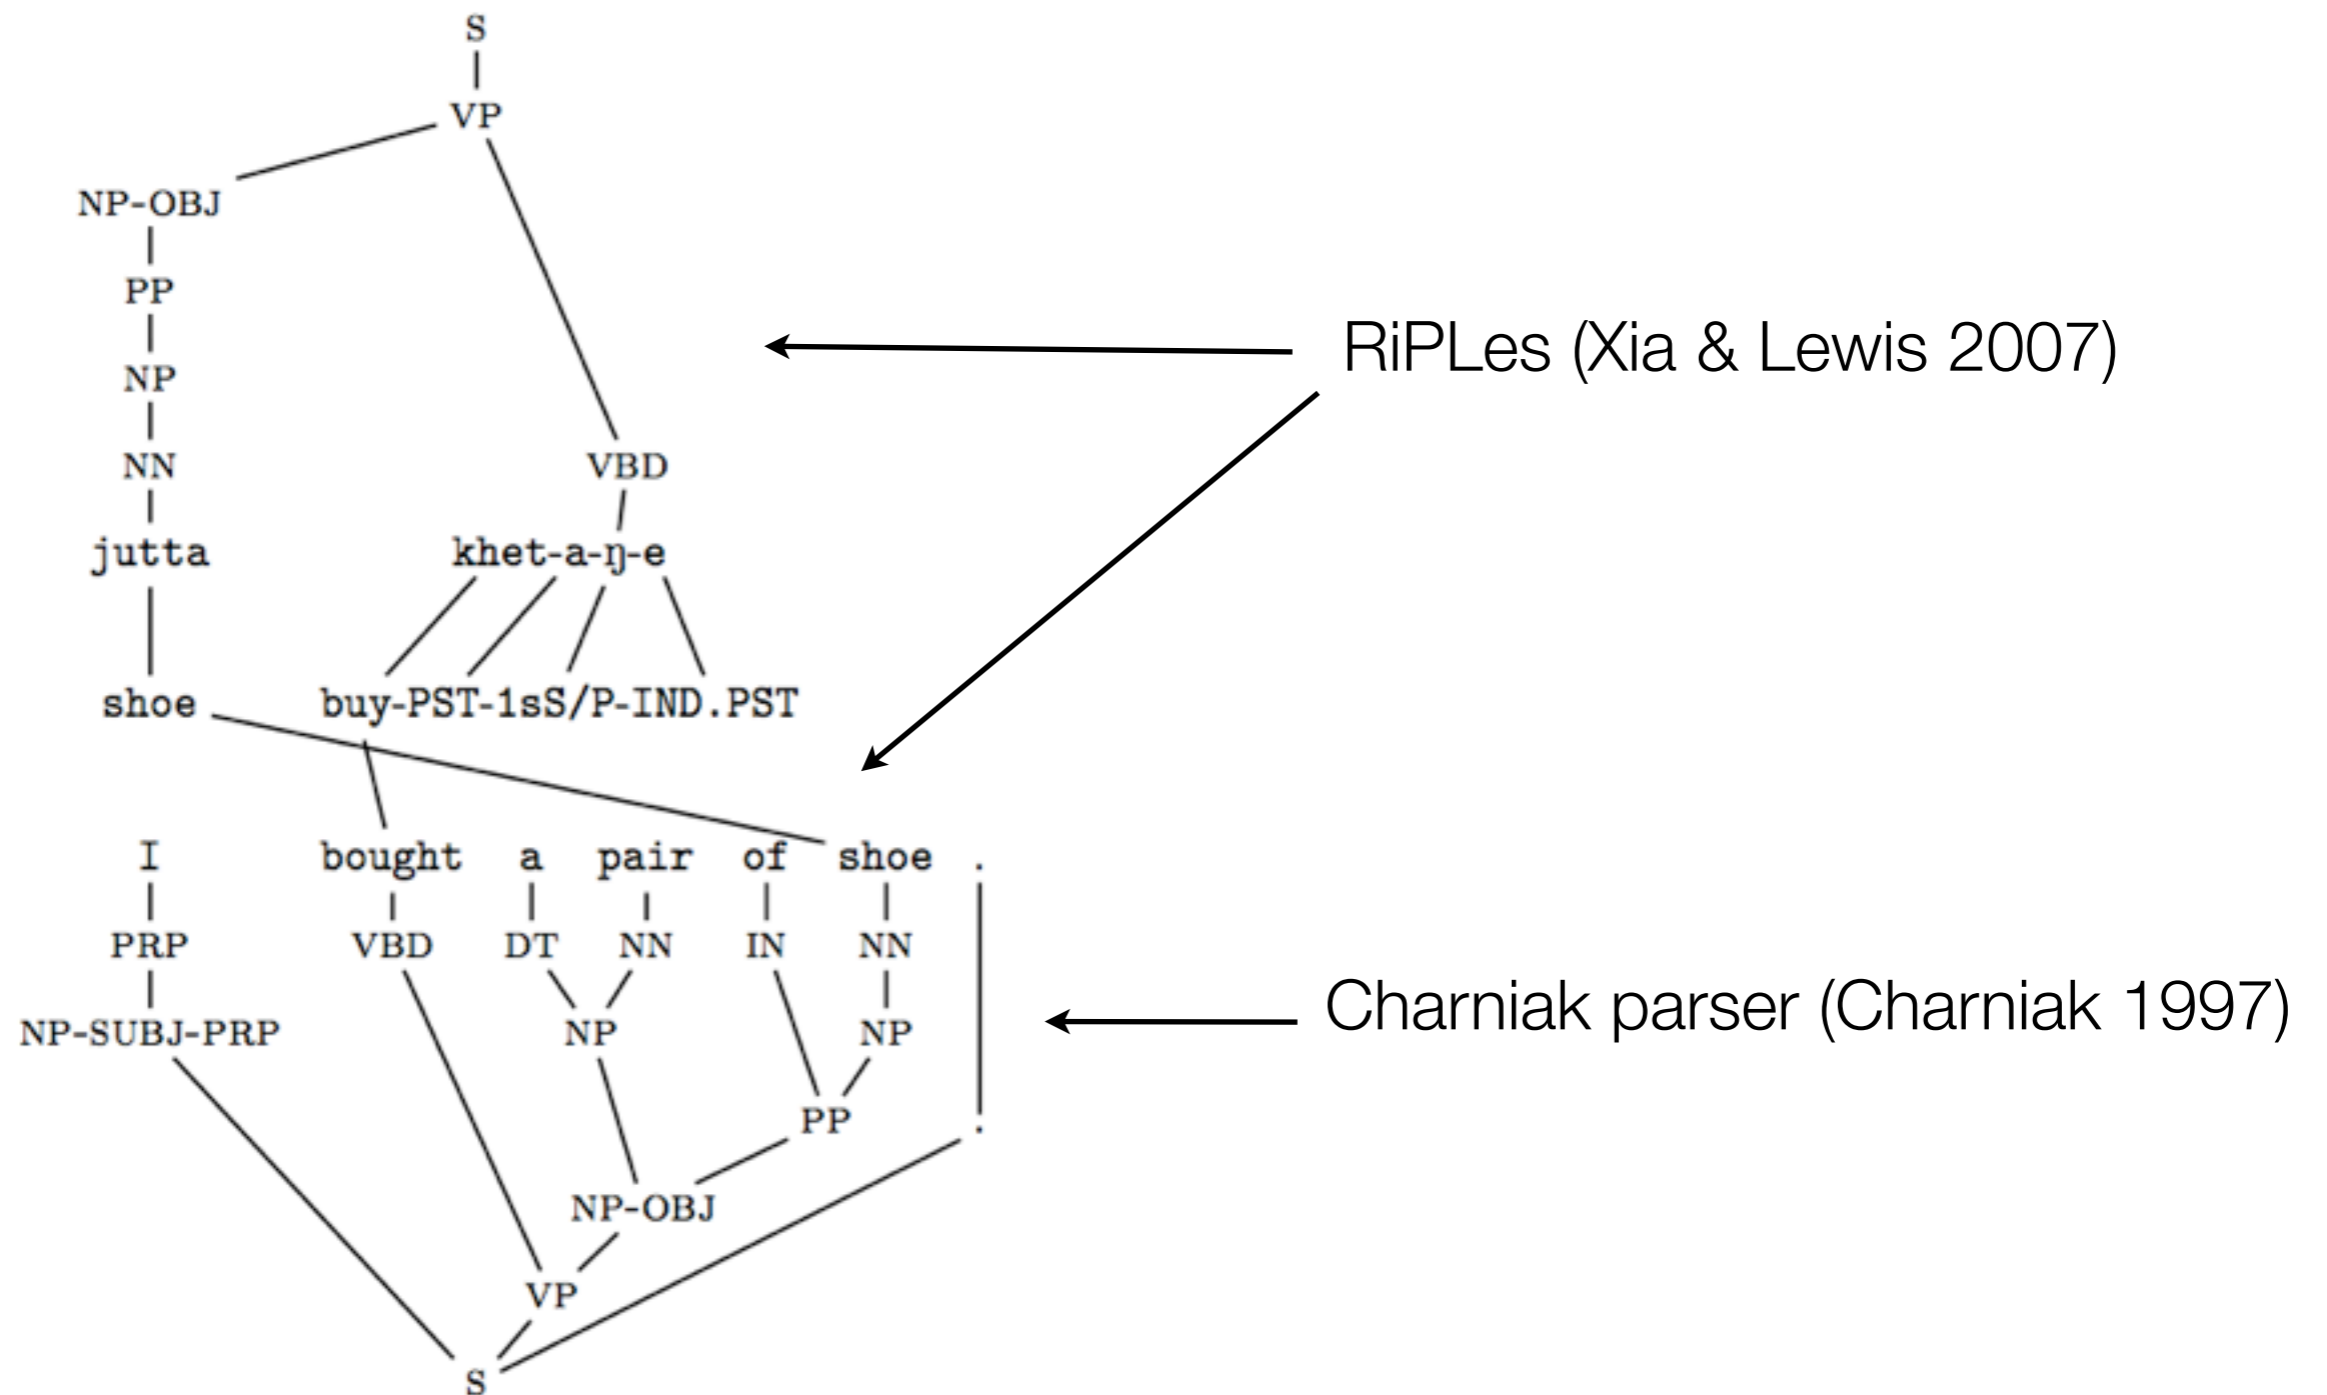 S
VP
NP-OBJ
PP
RiPLes (Xia & Lewis 2007)
NP
NN VBD
jutta khet-a-ŋ-e
shoe buy-PST-1sS/P-IND.PST
I bought a pair of shoe .
PRP VBD DT NN IN NN
NP-SUBJ-PRP NP NP
Charniak parser (Charniak 1997)
PP .
NP-OBJ
VP
S